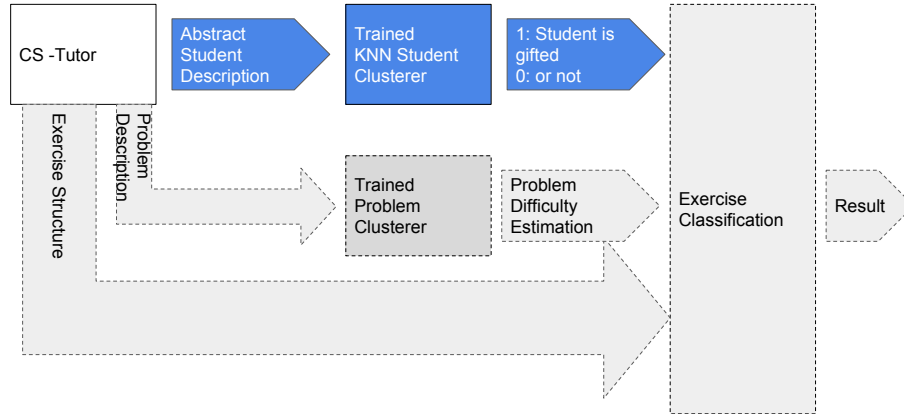 CS -Tutor
Abstract
Student
Description
Trained
KNN Student
Clusterer
1: Student is
gifted
0: or not
Exercise Structure
Problem
Description
Trained
Problem
Clusterer
Problem
Difficulty
Estimation
Exercise
Classification
Result